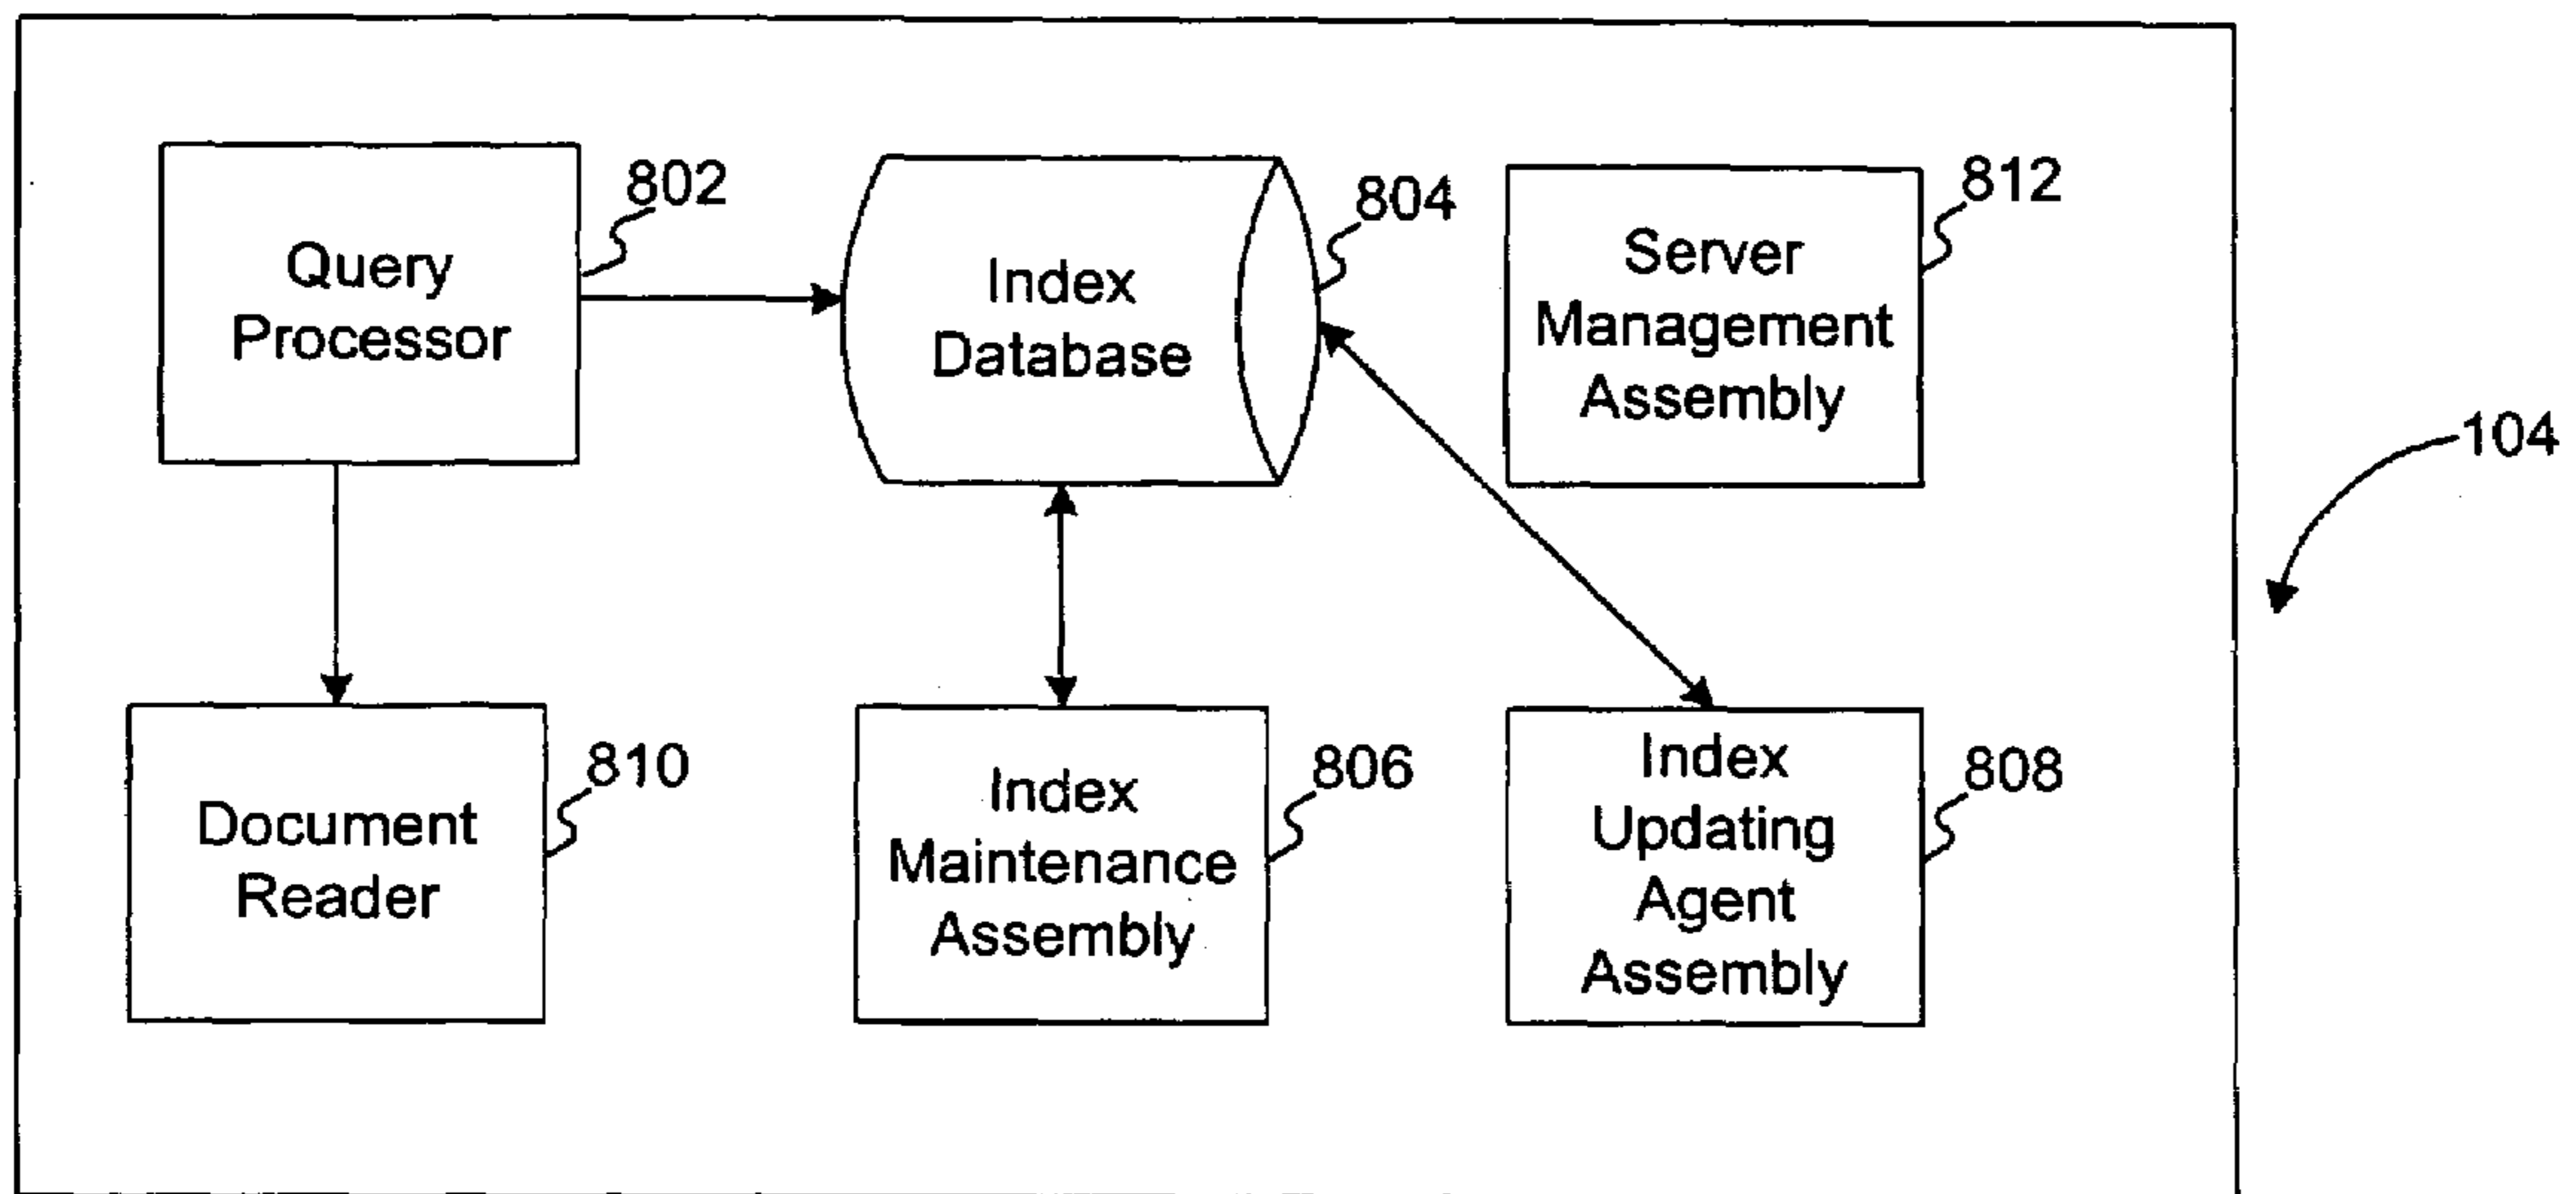 Query
Processor
802
Index
Database
804
Server
Management
Assembly
812
104
Document
Reader
810
Index
Maintenance
Assembly
806
Index
Updating
Agent
Assembly
808